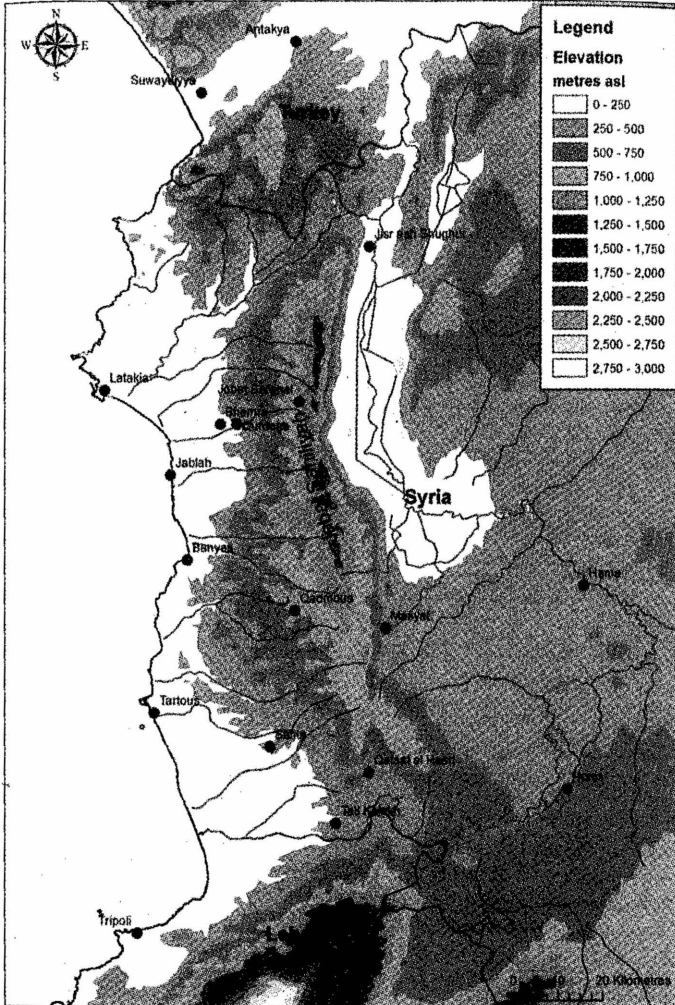 N
W E
S
Antakya
Suwaydiyya
Turkey
Jisr ash Shughur
Latakia
Jablah
Syria
Banyas
Hama
Qadmous
Masyaf
Tartous
Safita
Qalaat el Hosn
Homs
Tell Kalakh
Tripoli
20 Kilometres
Legend
Elevation
metres asl
0 - 250
250 - 500
500 - 750
750 - 1,000
1,000 - 1,250
1,250 - 1,500
1,500 - 1,750
1,750 - 2,000
2,000 - 2,250
2,250 - 2,500
2,500 - 2,750
2,750 - 3,000